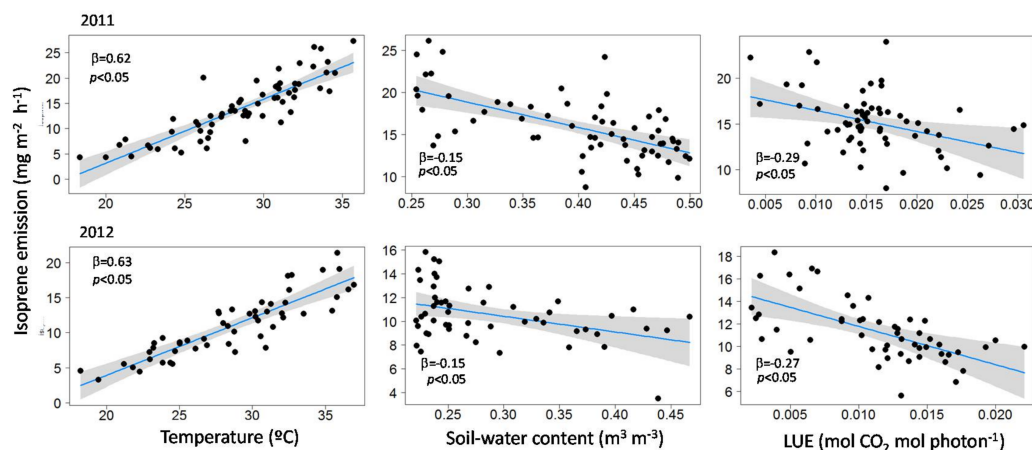 2011
Isoprene emission (mg m⁻² h⁻¹)
β=0.62
p<0.05
25
20
15
10
5
0
20 25 30 35
β=-0.15
p<0.05
25
20
15
10
0.25 0.30 0.35 0.40 0.45 0.50
β=-0.29
p<0.05
20
15
10
0.005 0.010 0.015 0.020 0.025 0.030
2012
β=0.63
p<0.05
20
15
10
5
0
20 25 30 35
Temperature (ºC)
β=-0.15
p<0.05
16
14
12
10
8
6
4
0.25 0.30 0.35 0.40 0.45
Soil-water content (m³ m⁻³)
β=-0.27
p<0.05
18
16
14
12
10
8
6
0.005 0.010 0.015 0.020
LUE (mol CO₂ mol photon⁻¹)